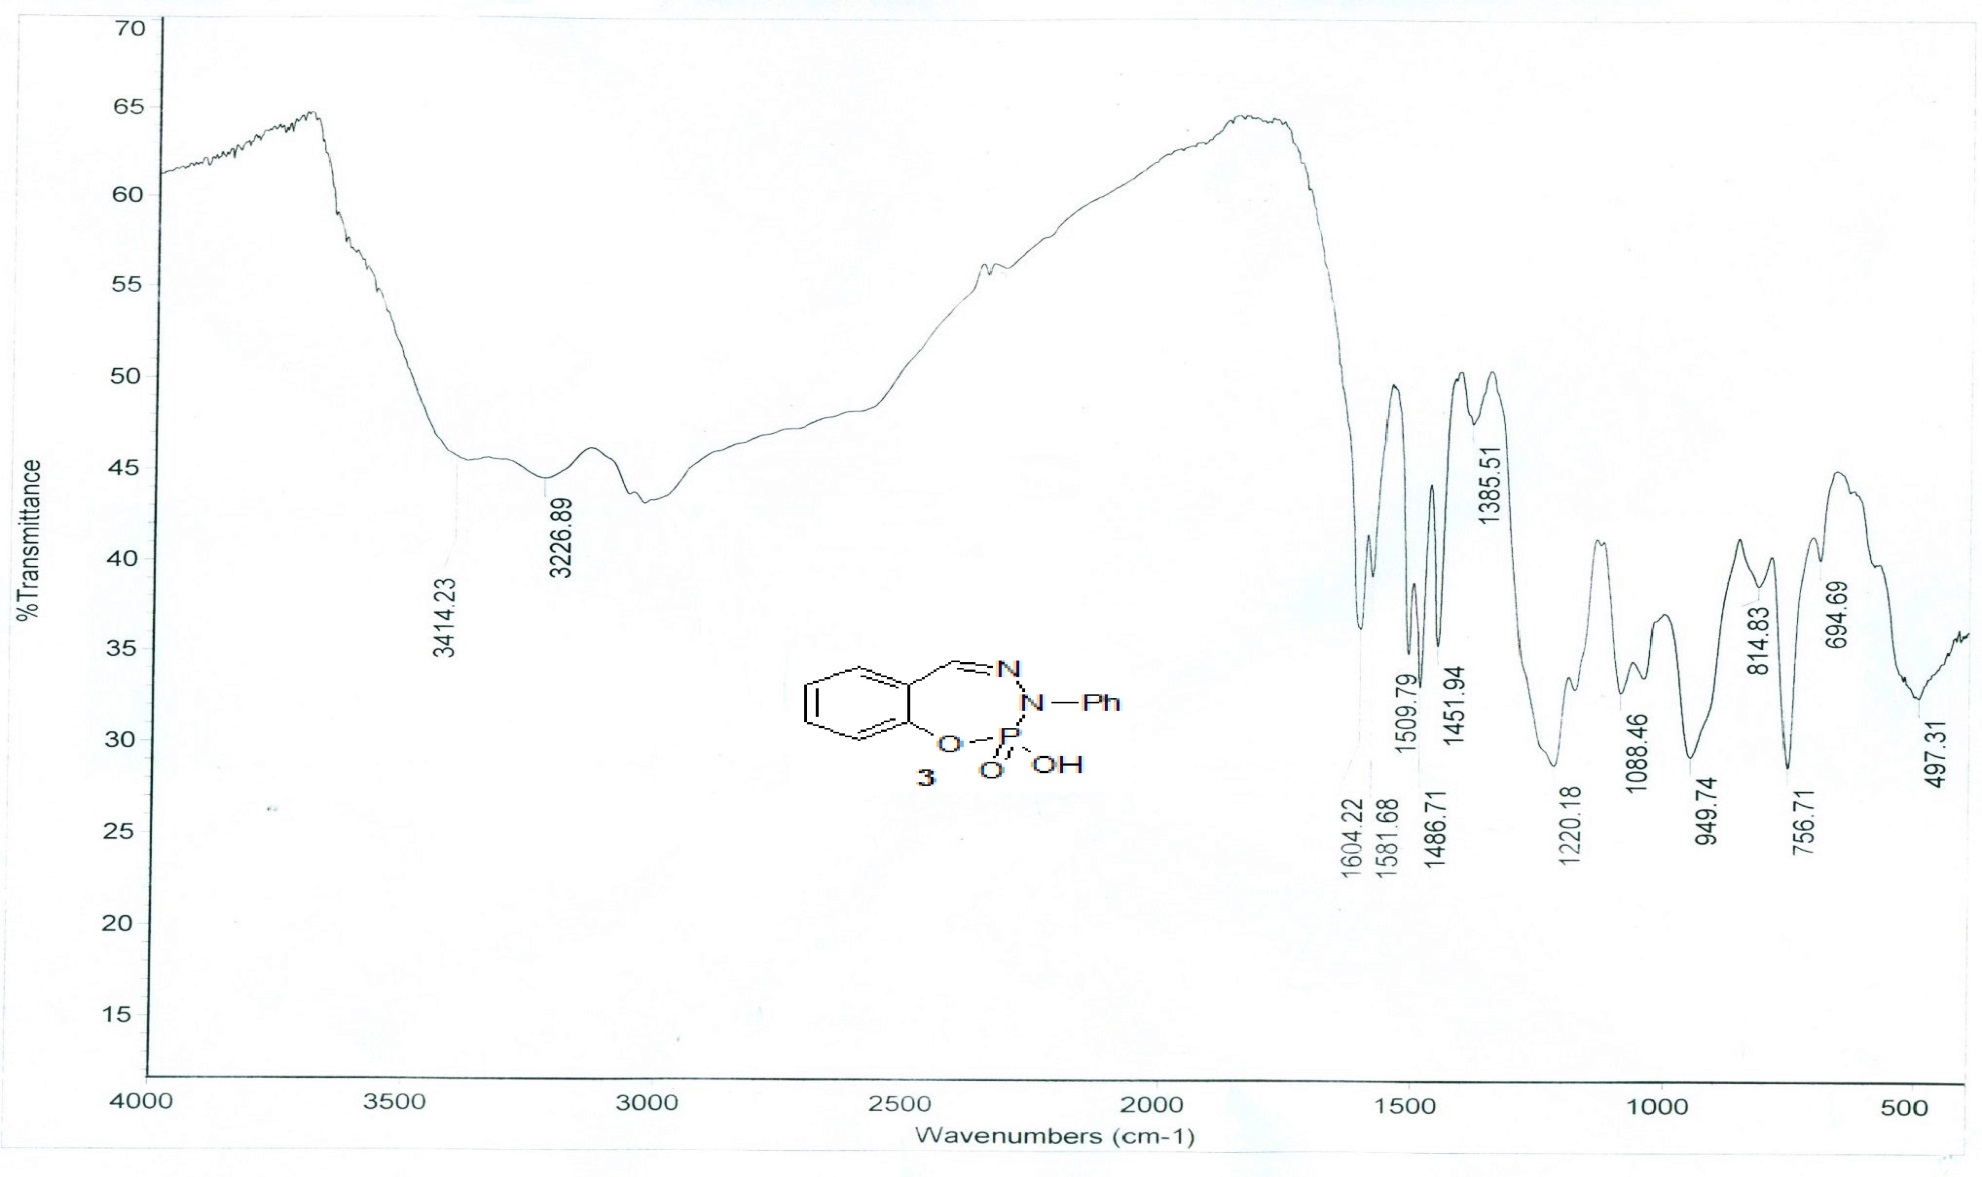 70
65
60
55
50
45
40
35
30
25
20
15
%Transmittance
3414.23
3226.89
1604.22
1581.68
1509.79
1486.71
1451.94
1385.51
1220.18
1088.46
949.74
814.83
756.71
694.69
497.31
N
N
Ph
P
O
O
OH
3
4000 3500 3000 2500 2000 1500 1000 500
Wavenumbers (cm-1)